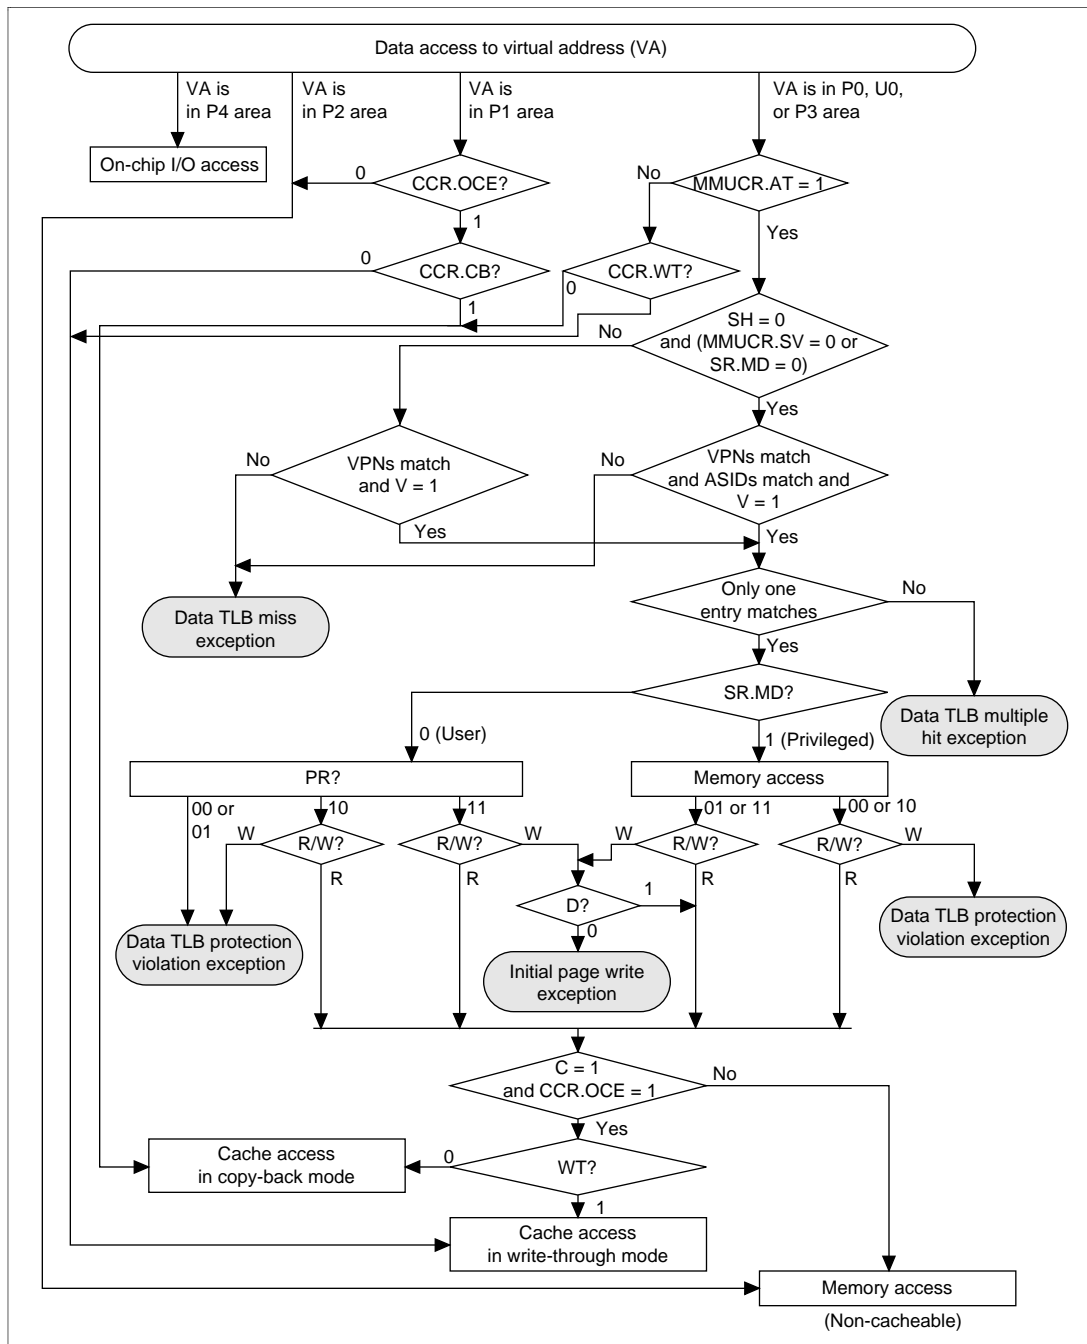 Data access to virtual address (VA)
VA is
in P4 area
VA is
in P2 area
VA is
in P1 area
VA is in P0, U0,
or P3 area
On-chip I/O access
0
CCR.OCE?
No
MMUCR.AT = 1
1
Yes
0
CCR.CB?
CCR.WT?
0
1
SH = 0
and (MMUCR.SV = 0 or
SR.MD = 0)
No
Yes
No
VPNs match
and V = 1
No
VPNs match
and ASIDs match and
V = 1
Yes
Yes
Only one
entry matches
No
Data TLB miss
exception
Yes
SR.MD?
Data TLB multiple
hit exception
0 (User)
1 (Privileged)
PR?
Memory access
00 or
01
10
11
01 or 11
00 or 10
W
R/W?
R/W?
W
W
R/W?
R/W?
W
R
R
R
R
D?
1
0
Data TLB protection
violation exception
Data TLB protection
violation exception
Initial page write
exception
C = 1
and CCR.OCE = 1
No
Yes
Cache access
in copy-back mode
0
WT?
1
Cache access
in write-through mode
Memory access
(Non-cacheable)